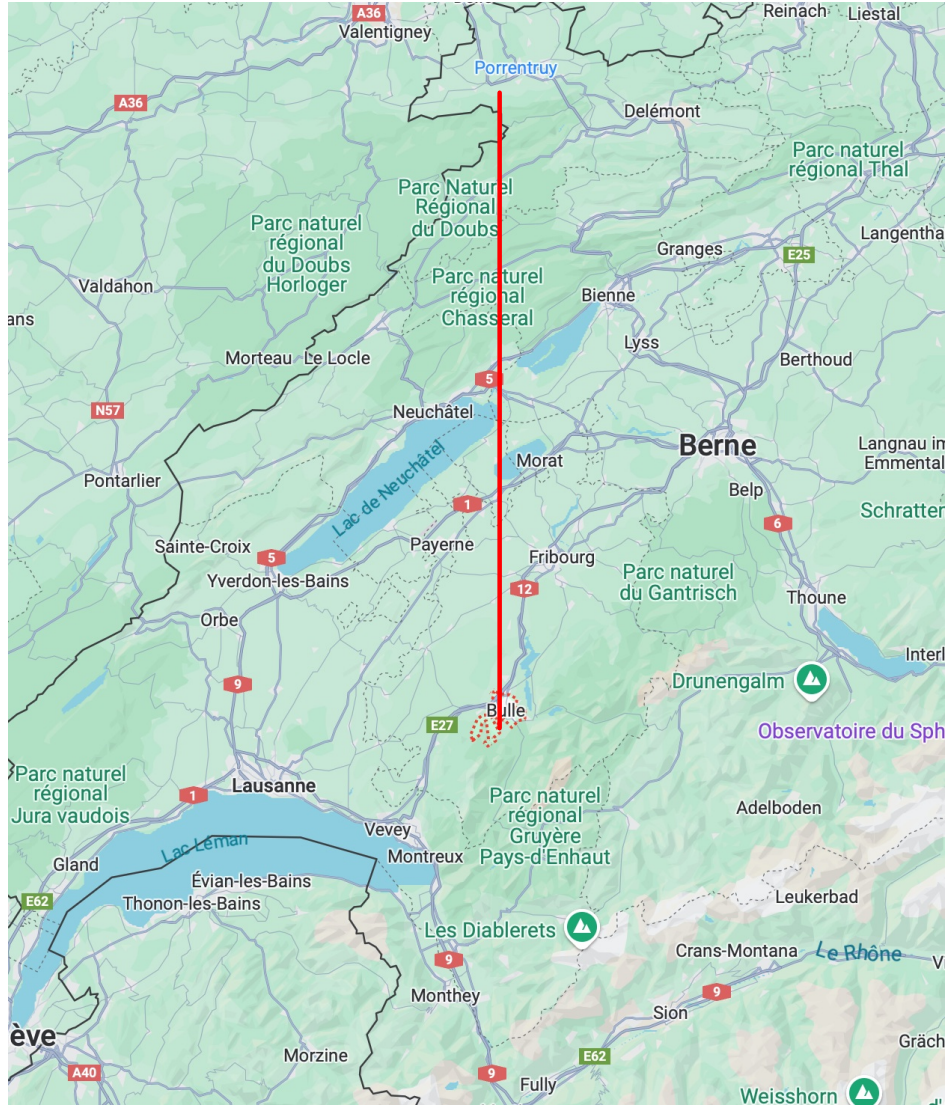 A36
Valentigney
Reinach
Liestal
Porrentruy
A36
Delémont
Parc naturel
régional Thal
Parc Naturel
Régional
du Doubs
Parc naturel
régional
du Doubs
Horloger
Langentha
Granges
E25
Valdahon
Parc naturel
régional
Chasseral
Bienne
ans
Lyss
Morteau
Le Locle
Berthoud
5
N57
Neuchâtel
Berne
Langnau im
Emmental
Lac de Neuchâtel
Morat
Pontarlier
Belp
1
Schratten
6
Sainte-Croix
Payerne
5
Fribourg
Yverdon-les-Bains
Parc naturel
du Gantrisch
12
Thoune
Orbe
Interl
9
Drunengalm
Bulle
E27
Observatoire du Sph
Parc naturel
régional
Jura vaudois
Lausanne
1
Parc naturel
régional
Gruyère
Pays-d'Enhaut
Adelboden
Vevey
Lac Léman
Montreux
Gland
Évian-les-Bains
E62
Thonon-les-Bains
Leukerbad
Les Diablerets
Crans-Montana
Le Rhône
9
Monthey
9
Sion
ève
Gräch
Morzine
E62
A40
9
Fully
Weisshorn